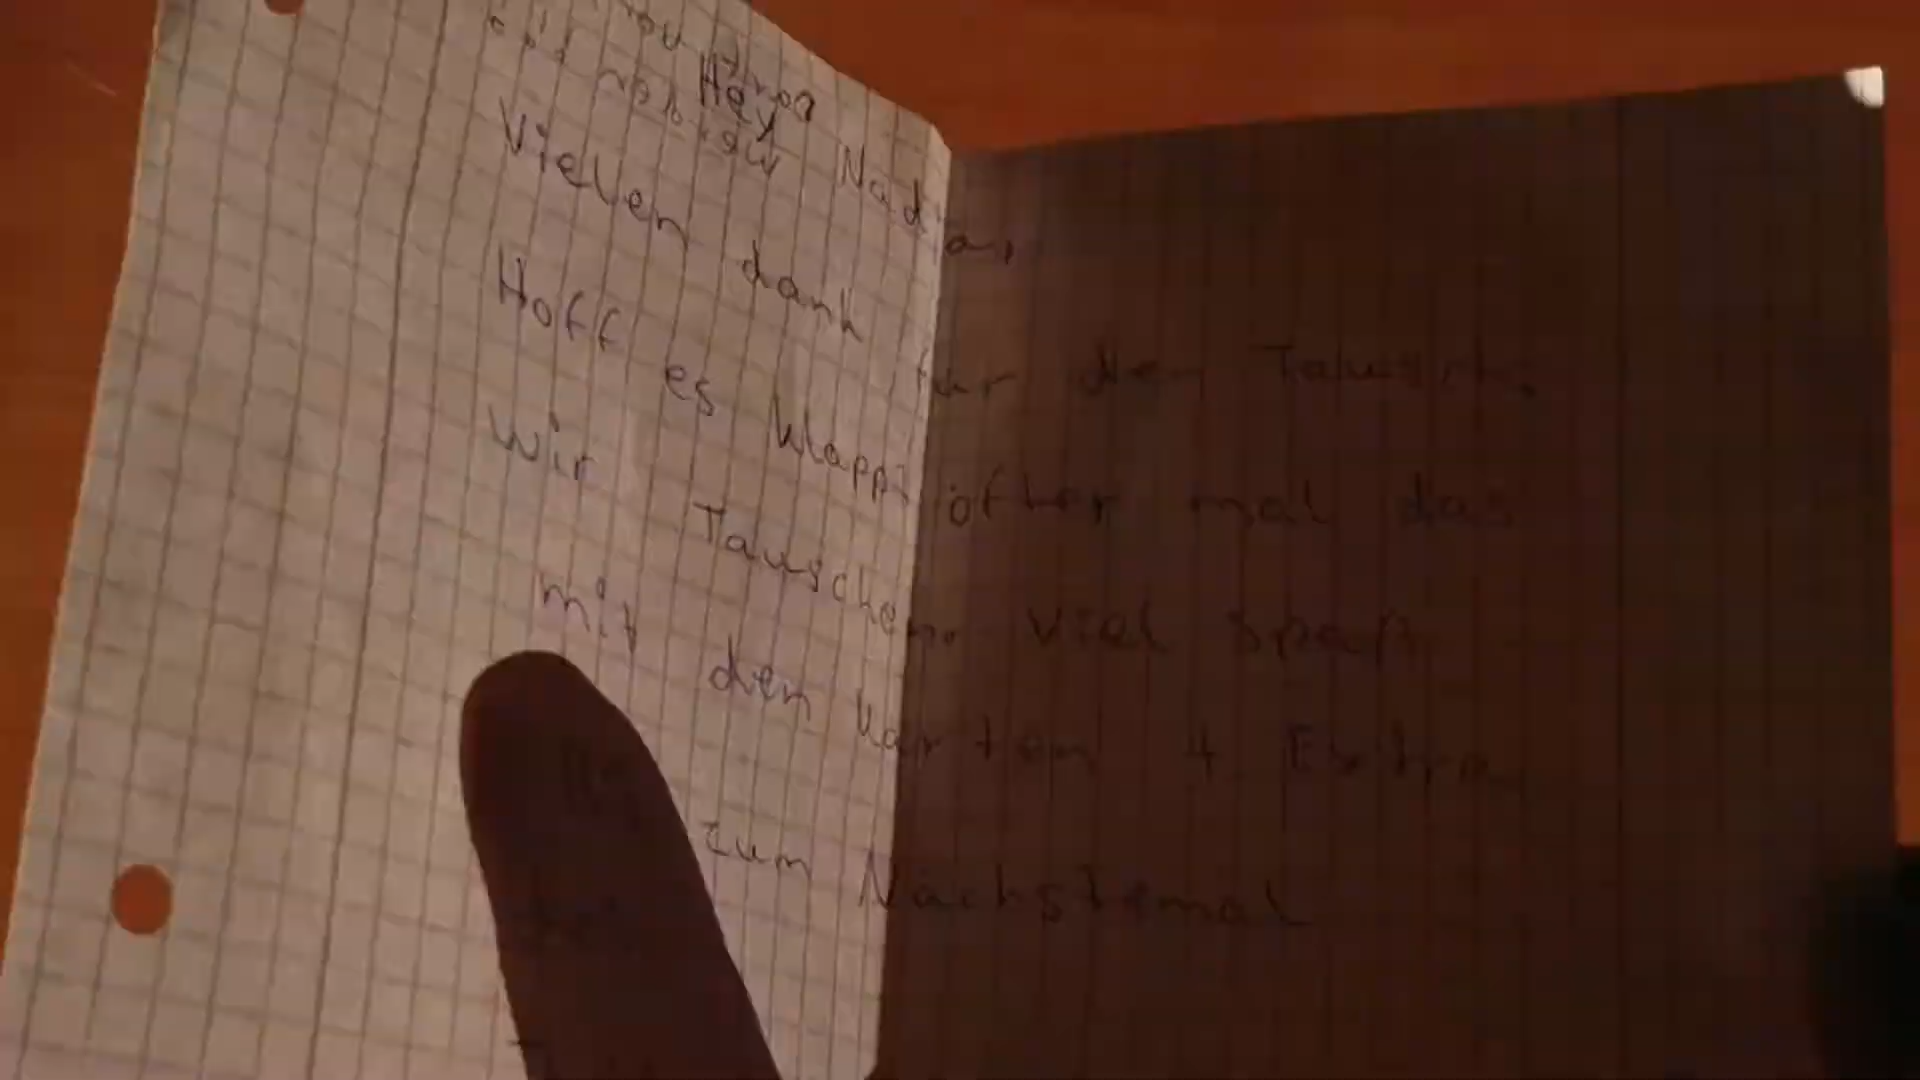 Hey Nadia,
Vielen dank für den Tausch.
Hoff es klappt öfter mal das
Wir Tauschen. Viel Spaß
mit den Karten 4 Extra
zum Nächstemal